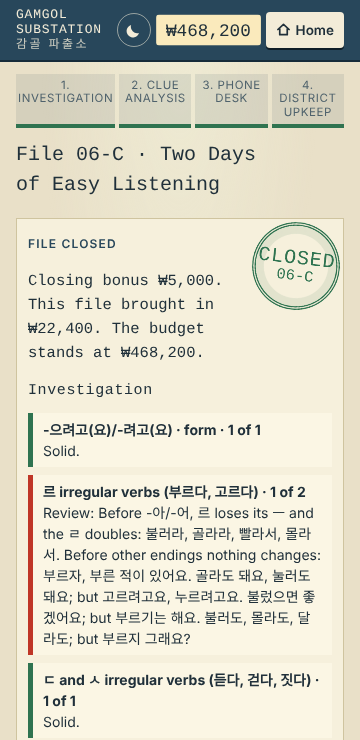 GAMGOL
SUBSTATION
감골 파출소
₩468,200
Home
1.
INVESTIGATION
2. CLUE
ANALYSIS
3. PHONE
DESK
4.
DISTRICT
UPKEEP
File 06-C · Two Days
of Easy Listening
FILE CLOSED
CLOSED
06-C
Closing bonus ₩5,000.
This file brought in
₩22,400. The budget
stands at ₩468,200.
Investigation
-으려고(요)/-려고(요) · form · 1 of 1
Solid.
르 irregular verbs (부르다, 고르다) · 1 of 2
Review: Before -아/-어, 르 loses its ㅡ and
the ㄹ doubles: 불러라, 골라라, 빨라서, 몰라
서. Before other endings nothing changes:
부르자, 부른 적이 있어요. 골라도 돼요, 눌러도
돼요; but 고르려고요, 누르려고요. 불렀으면 좋
겠어요; but 부르기는 해요. 불러도, 몰라도, 달
라도; but 부르지 그래요?
ㄷ and ㅅ irregular verbs (듣다, 걷다, 짓다) ·
1 of 1
Solid.